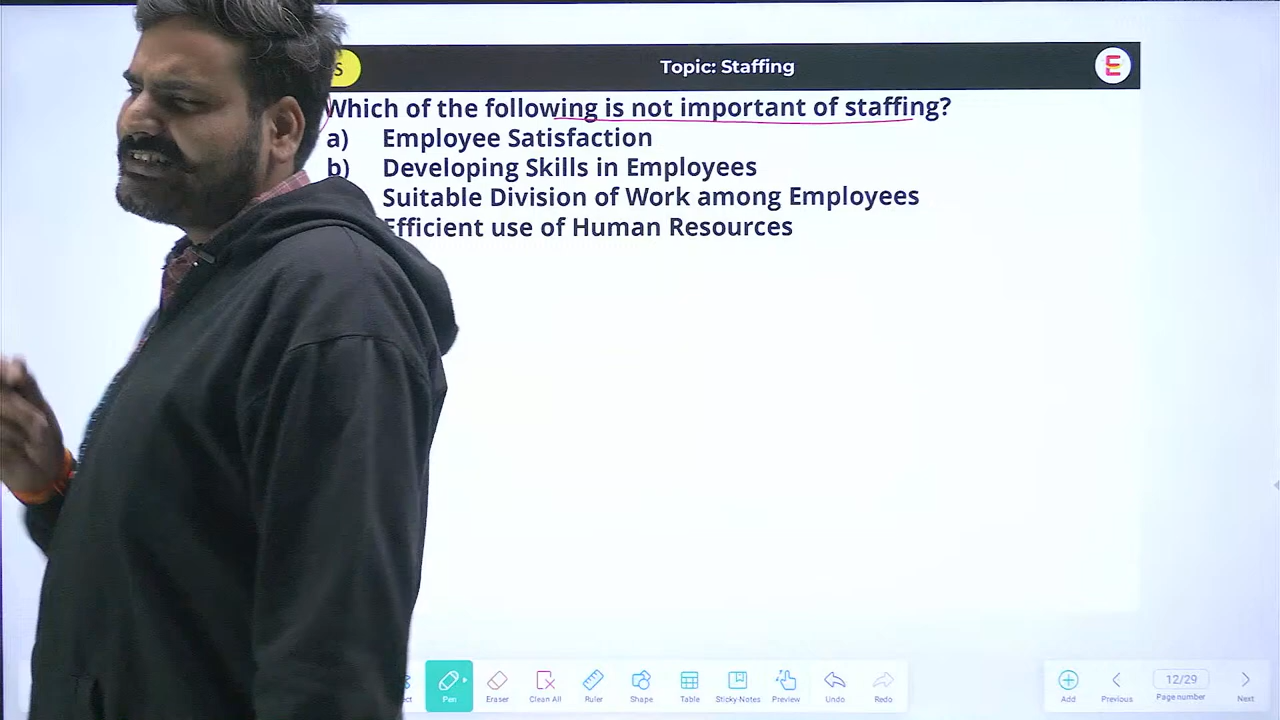 S
Topic: Staffing
E
Which of the following is not important of staffing?
a) Employee Satisfaction
b) Developing Skills in Employees
Suitable Division of Work among Employees
Efficient use of Human Resources
Pen
Eraser
Clean All
Ruler
Shape
Table
Sticky-Notes
Preview
Undo
Redo
Add
Previous
12/29
Page number
Next